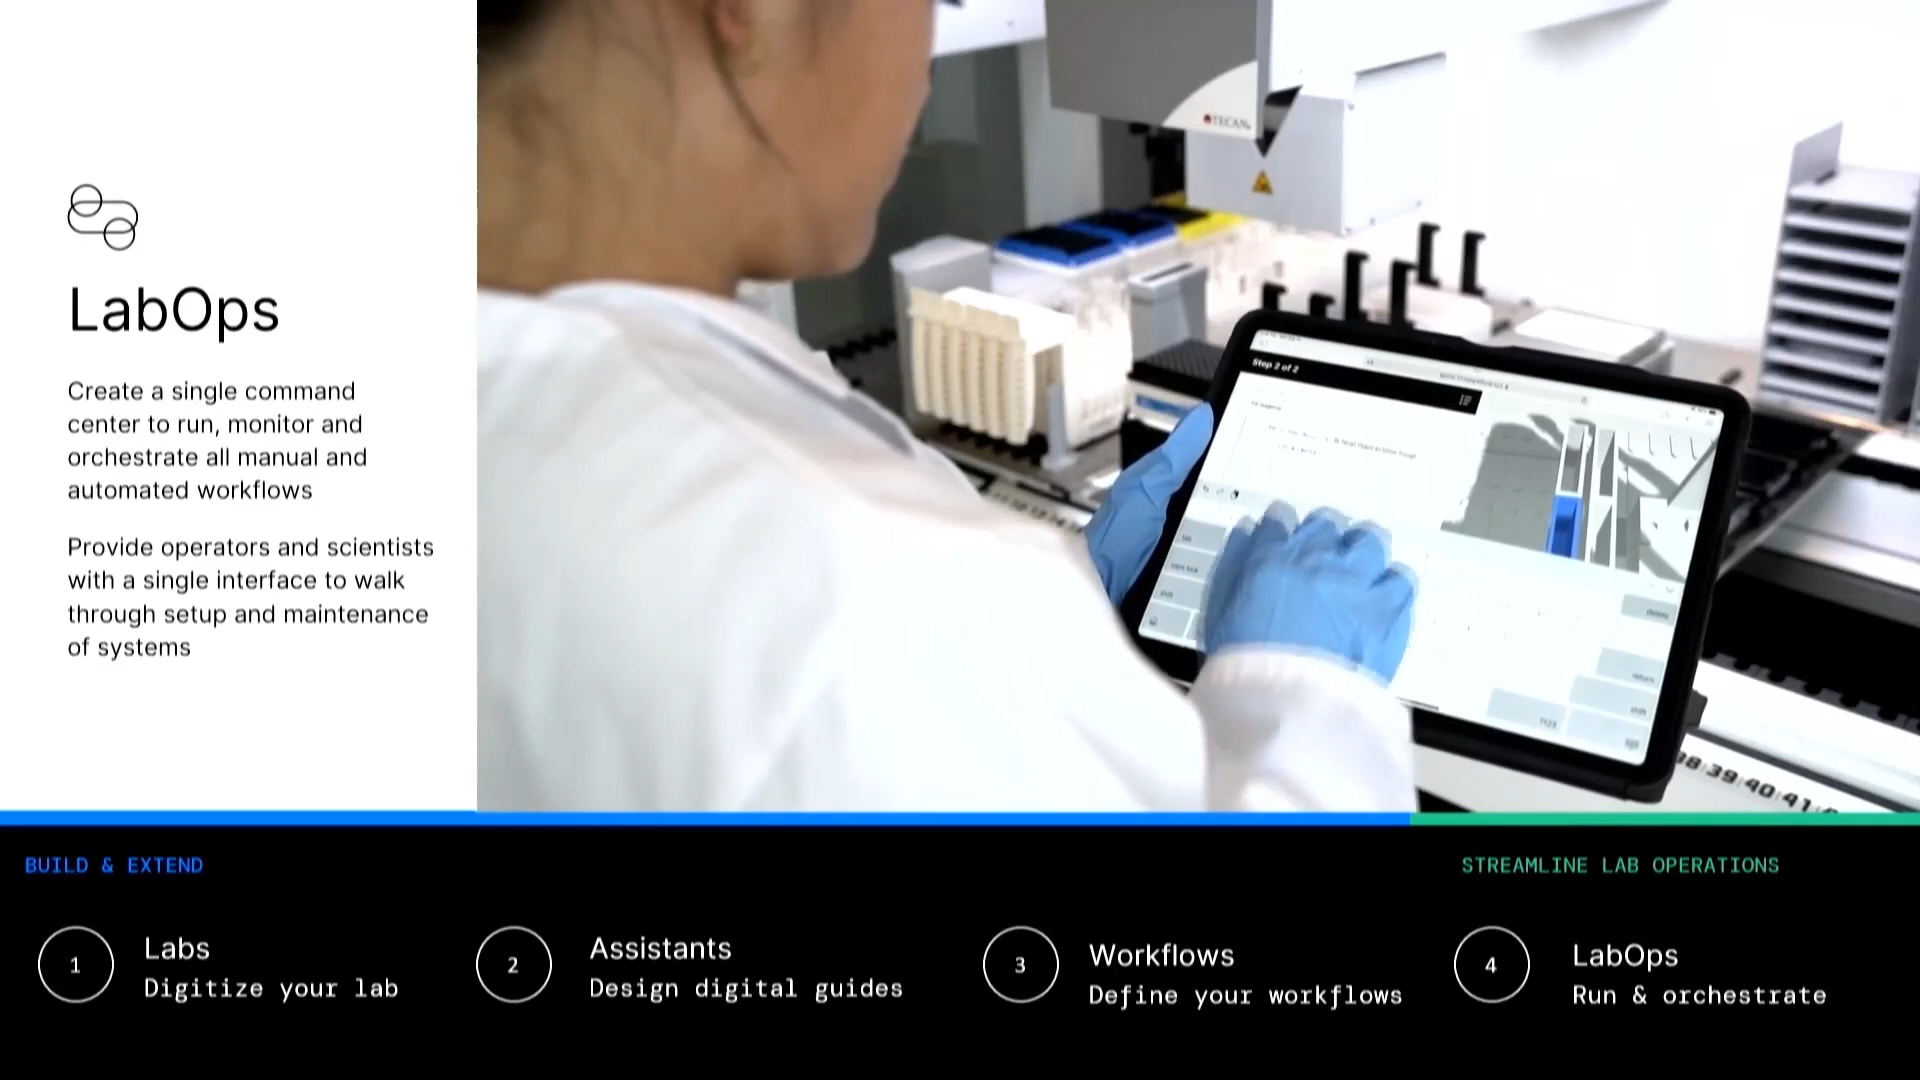 LabOps
Create a single command
center to run, monitor and
orchestrate all manual and
automated workflows
Provide operators and scientists
with a single interface to walk
through setup and maintenance
of systems
TECAN
Step 2 of 2
delete
return
shift
38 39 40 41
BUILD & EXTEND
STREAMLINE LAB OPERATIONS
1
Labs
Digitize your lab
2
Assistants
Design digital guides
3
Workflows
Define your workflows
4
LabOps
Run & orchestrate